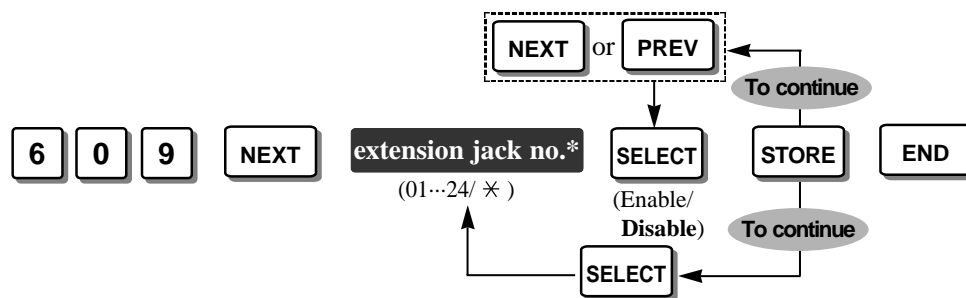 NEXT or PREV
To continue
6 0 9 NEXT extension jack no.* SELECT STORE END
(01···24/ ✳ )
(Enable/
Disable)
To continue
SELECT